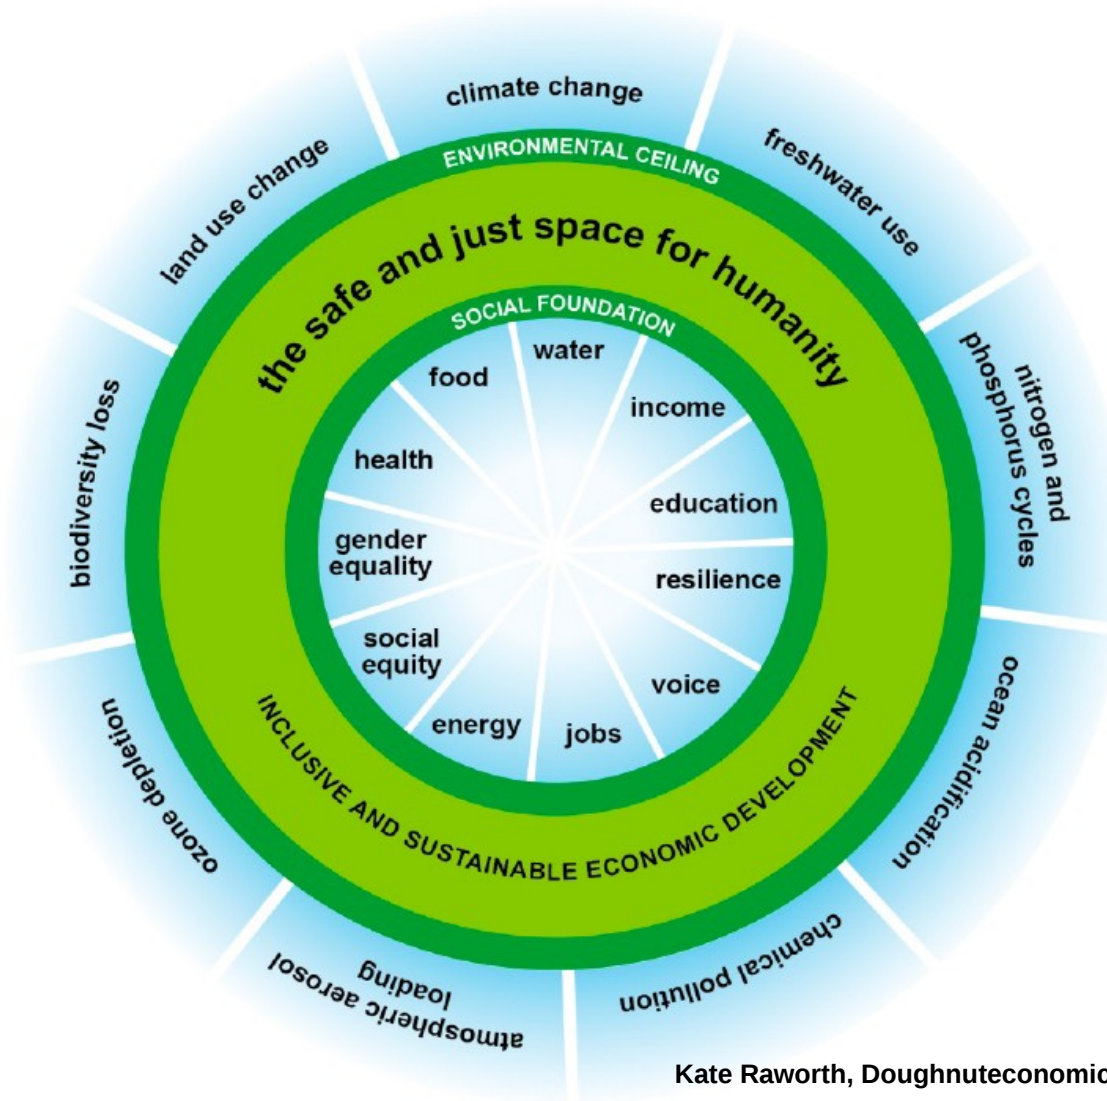 climate change
freshwater use
nitrogen and
phosphorus cycles
ocean acidification
chemical pollution
atmospheric aerosol
loading
ozone depletion
biodiversity loss
land use change
ENVIRONMENTAL CEILING
the safe and just space for humanity
SOCIAL FOUNDATION
water
income
education
resilience
voice
jobs
energy
social
equity
gender
equality
health
food
INCLUSIVE AND SUSTAINABLE ECONOMIC DEVELOPMENT
Kate Raworth, Doughnuteconomic